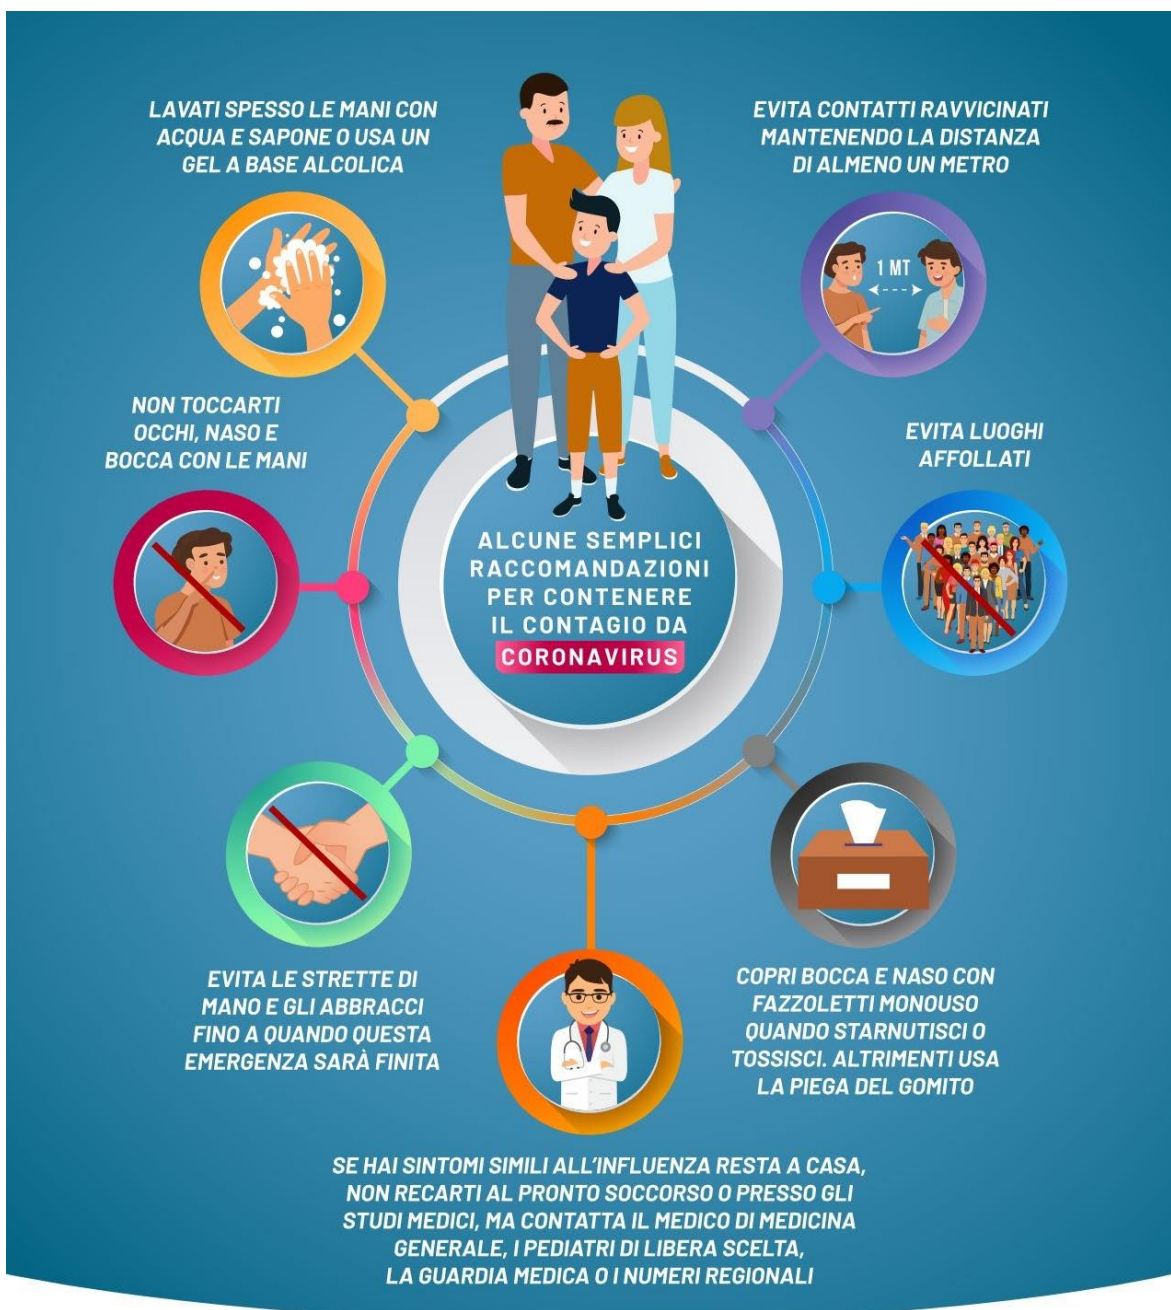 LAVATI SPESSO LE MANI CON
ACQUA E SAPONE O USA UN
GEL A BASE ALCOLICA
EVITA CONTATTI RAVVICINATI
MANTENENDO LA DISTANZA
DI ALMENO UN METRO
1 MT
NON TOCCARTI
OCCHI, NASO E
BOCCA CON LE MANI
EVITA LUOGHI
AFFOLLATI
ALCUNE SEMPLICI
RACCOMANDAZIONI
PER CONTENERE
IL CONTAGIO DA
CORONAVIRUS
EVITA LE STRETTE DI
MANO E GLI ABBRACCI
FINO A QUANDO QUESTA
EMERGENZA SARÀ FINITA
COPRI BOCCA E NASO CON
FAZZOLETTI MONOUSO
QUANDO STARNUTISCI O
TOSSISCI. ALTRIMENTI USA
LA PIEGA DEL GOMITO
SE HAI SINTOMI SIMILI ALL'INFLUENZA RESTA A CASA,
NON RECARTI AL PRONTO SOCCORSO O PRESSO GLI
STUDI MEDICI, MA CONTATTA IL MEDICO DI MEDICINA
GENERALE, I PEDIATRI DI LIBERA SCELTA,
LA GUARDIA MEDICA O I NUMERI REGIONALI